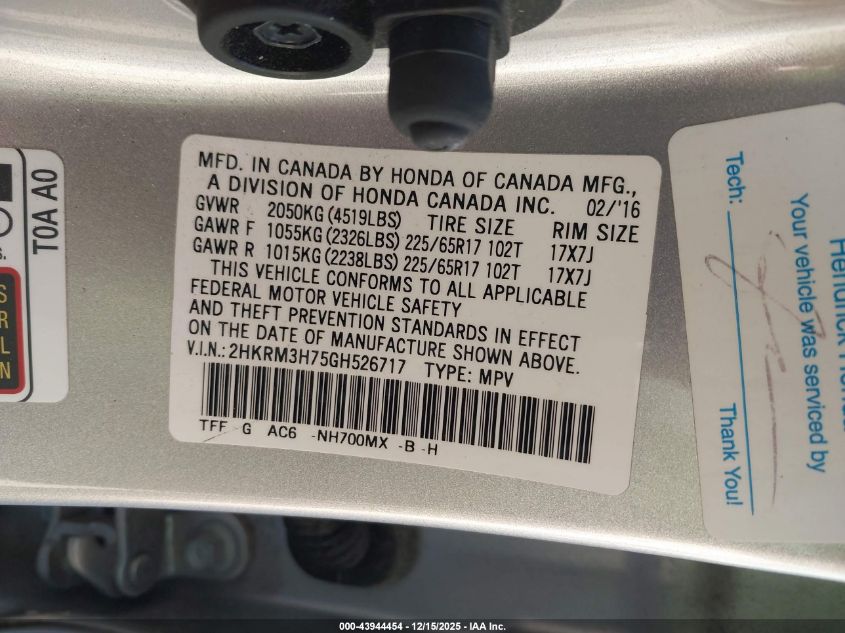 MFD. IN CANADA BY HONDA OF CANADA MFG.,
A DIVISION OF HONDA CANADA INC. 02/'16
GVWR 2050KG (4519LBS) TIRE SIZE RIM SIZE
GAWR F 1055KG (2326LBS) 225/65R17 102T 17X7J
GAWR R 1015KG (2238LBS) 225/65R17 102T 17X7J
THIS VEHICLE CONFORMS TO ALL APPLICABLE
FEDERAL MOTOR VEHICLE SAFETY
AND THEFT PREVENTION STANDARDS IN EFFECT
ON THE DATE OF MANUFACTURE SHOWN ABOVE.
V.I.N.: 2HKRM3H75GH526717 TYPE: MPV
TFF -G AC6 -NH700MX -B -H
T0A A0
Hendrick Honda
Your vehicle was serviced by
Tech:
Thank You!
000-43944454 - 12/15/2025 - IAA Inc.